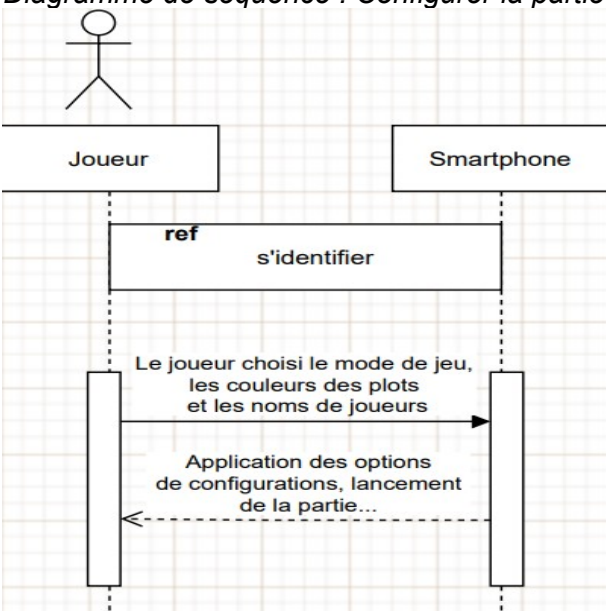 Diagramme de séquence : Configurer la partie
Joueur
Smartphone
ref
s'identifier
Le joueur choisi le mode de jeu,
les couleurs des plots
et les noms de joueurs
Application des options
de configurations, lancement
de la partie...